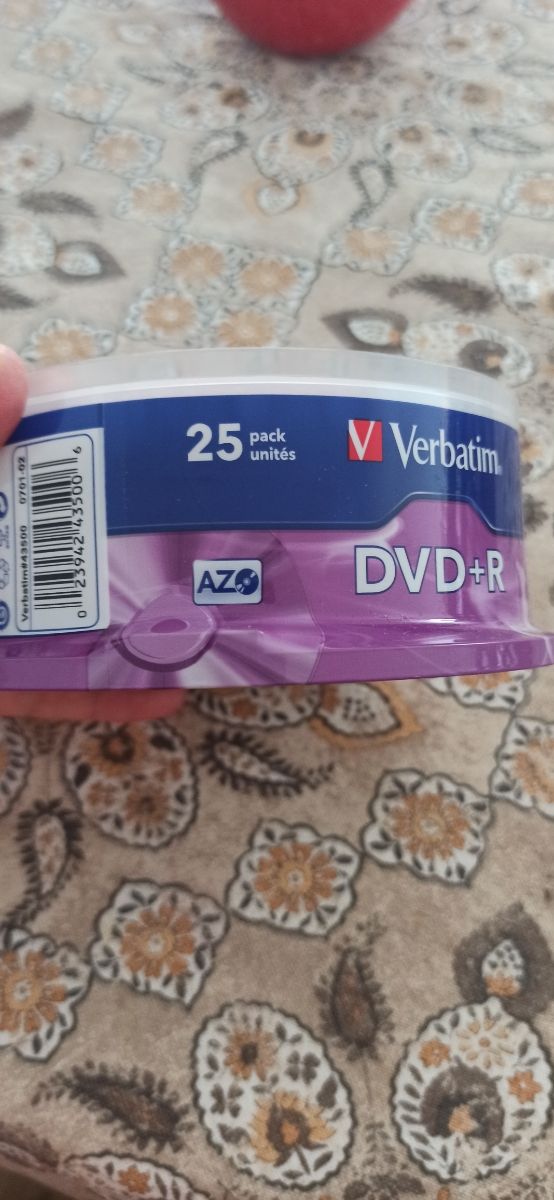 25 pack
unités
Verbatim
DVD+R
AZO
Verbatim#43500 0701-02
0 23942 43500 6